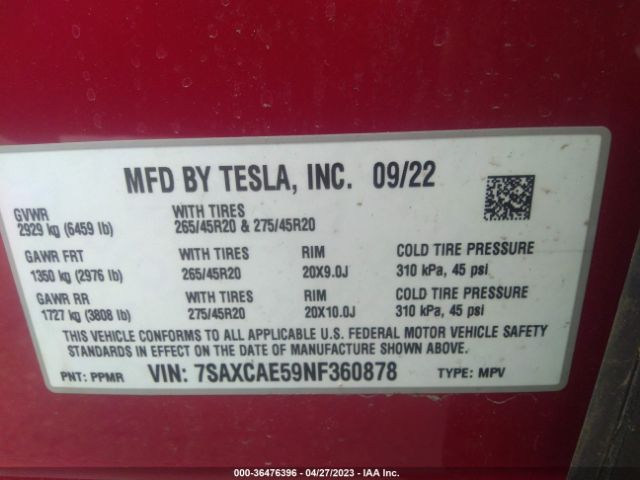 MFD BY TESLA, INC. 09/22
GVWR WITH TIRES
2929 kg (6459 lb) 265/45R20 & 275/45R20
GAWR FRT WITH TIRES RIM COLD TIRE PRESSURE
1350 kg (2976 lb) 265/45R20 20X9.0J 310 kPa, 45 psi
GAWR RR WITH TIRES RIM COLD TIRE PRESSURE
1727 kg (3808 lb) 275/45R20 20X10.0J 310 kPa, 45 psi
THIS VEHICLE CONFORMS TO ALL APPLICABLE U.S. FEDERAL MOTOR VEHICLE SAFETY
STANDARDS IN EFFECT ON THE DATE OF MANUFACTURE SHOWN ABOVE.
PNT: PPMR VIN: 7SAXCAE59NF360878 TYPE: MPV
000-36476396 - 04/27/2023 - IAA Inc.